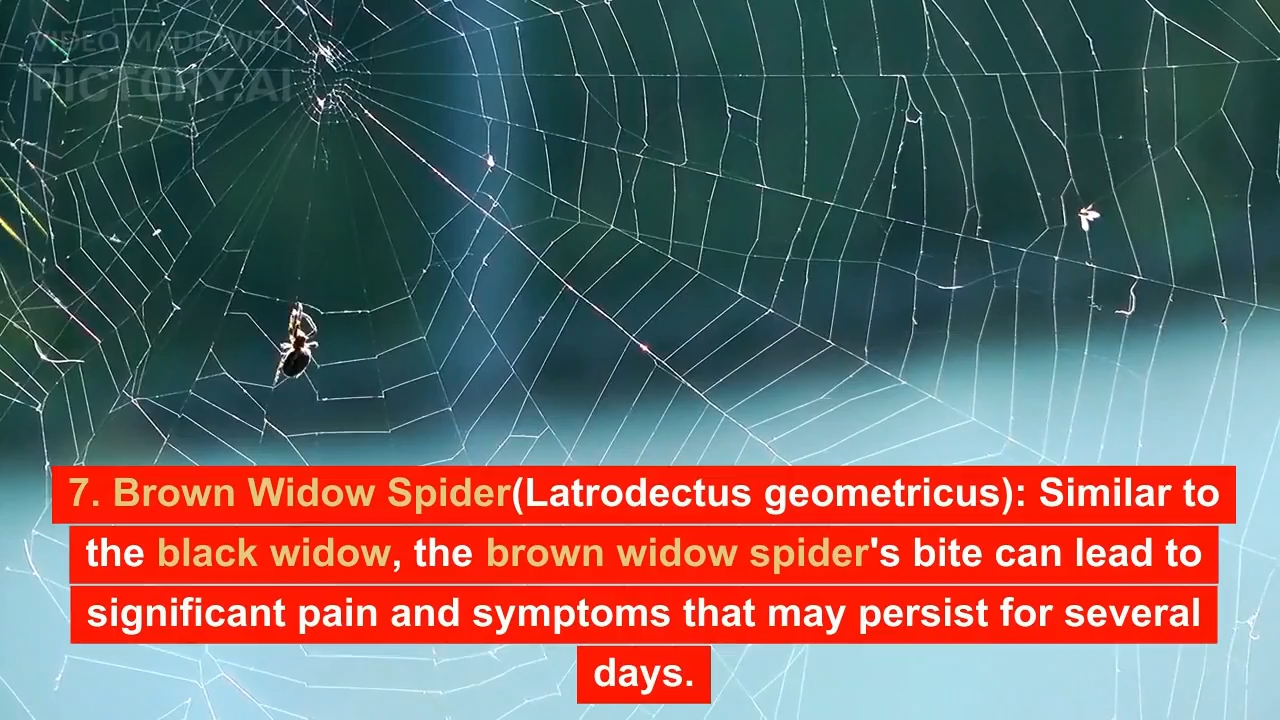 VIDEO MADE WITH
PICTORY.AI
7. Brown Widow Spider(Latrodectus geometricus): Similar to
the black widow, the brown widow spider's bite can lead to
significant pain and symptoms that may persist for several
days.